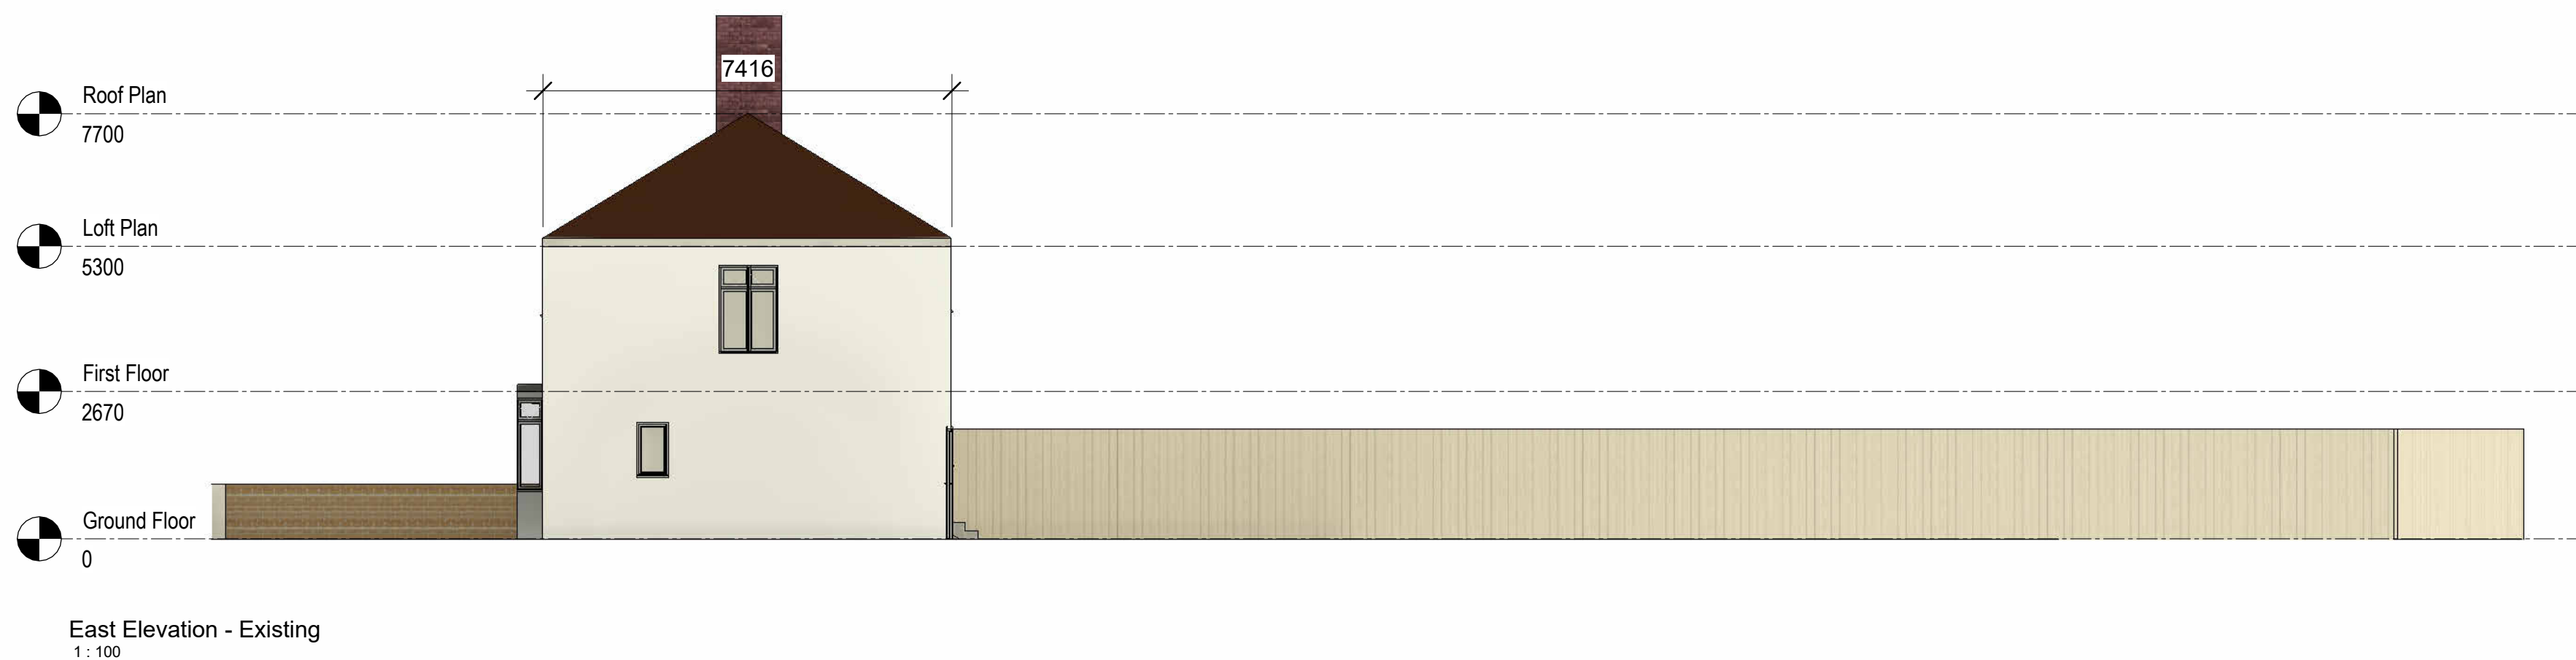 7416
Roof Plan
7700
Loft Plan
5300
First Floor
2670
Ground Floor
0
East Elevation - Existing
1 : 100